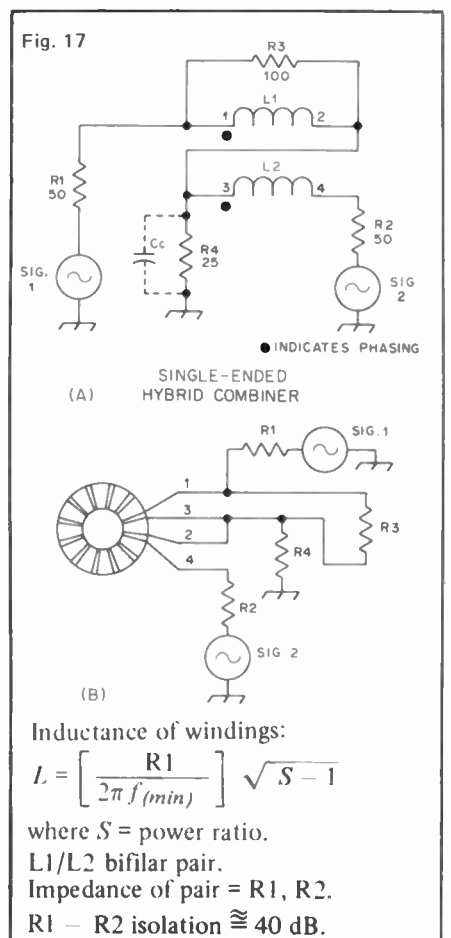 Fig. 17
R3
100
L1
1
2
L2
3
4
R1
50
Cc
R4
25
R2
50
SIG.
1
SIG
2
● INDICATES PHASING
(A)
SINGLE-ENDED
HYBRID COMBINER
R1
SIG. 1
1
3
2
4
R3
R4
R2
SIG 2
(B)
Inductance of windings:
L = [ R1 / 2π f(min) ] √ S − 1
where S = power ratio.
L1/L2 bifilar pair.
Impedance of pair = R1, R2.
R1 − R2 isolation ≅ 40 dB.